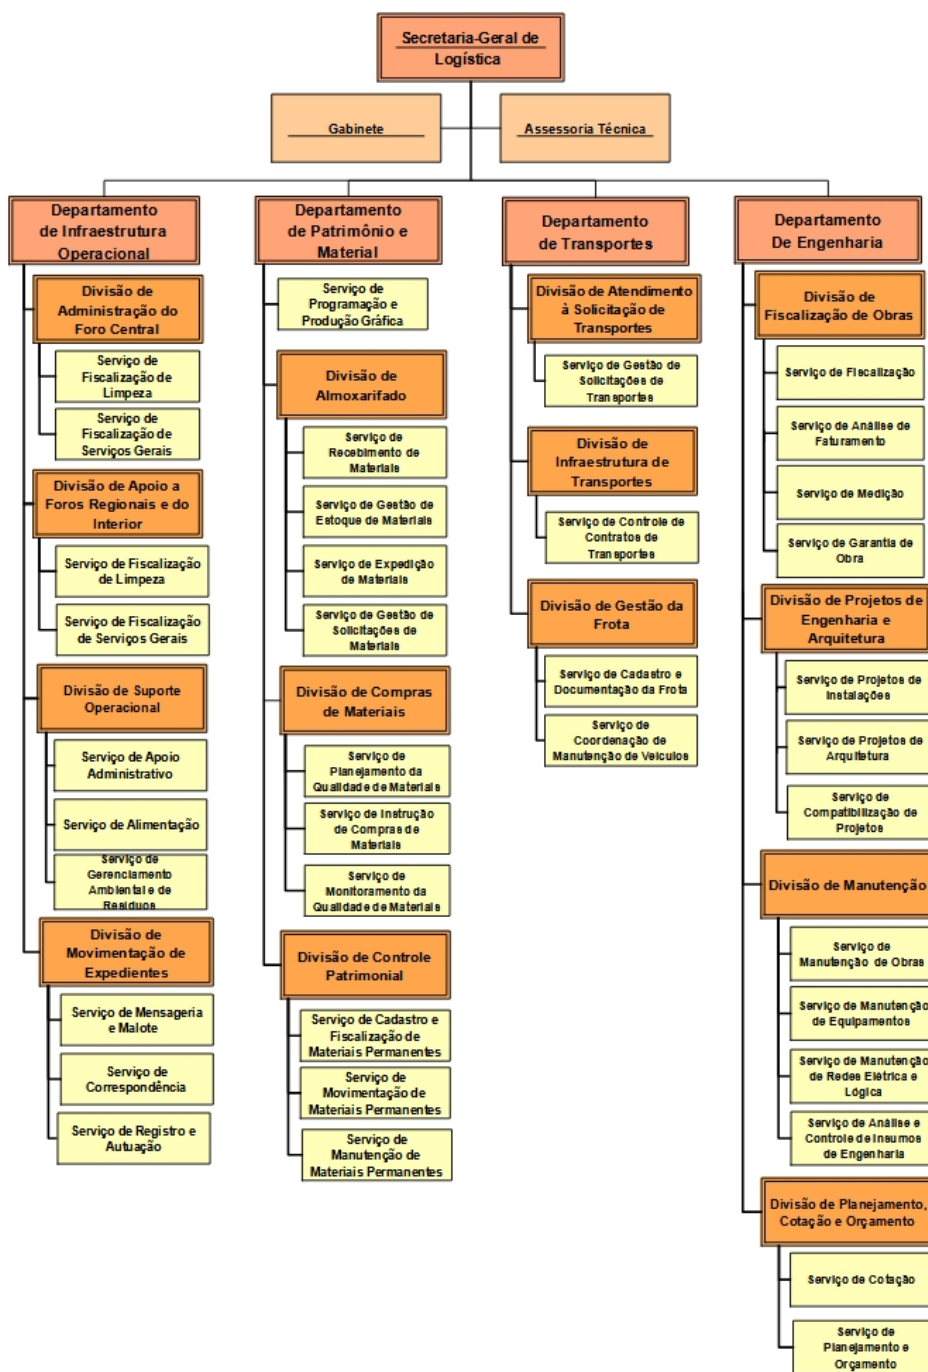 Secretaria-Geral de
Logística
Gabinete
Assessoria Técnica
Departamento
de Infraestrutura
Operacional
Divisão de
Administração do
Foro Central
Serviço de
Fiscalização de
Limpeza
Serviço de
Fiscalização de
Serviços Gerais
Divisão de Apoio a
Foros Regionais e do
Interior
Serviço de Fiscalização
de Limpeza
Serviço de Fiscalização
de Serviços Gerais
Divisão de Suporte
Operacional
Serviço de Apoio
Administrativo
Serviço de Alimentação
Serviço de
Gerenciamento
Ambiental e de
Resíduos
Divisão de
Movimentação de
Expedientes
Serviço de Mensageria
e Malote
Serviço de
Correspondência
Serviço de Registro e
Autuação
Departamento
de Patrimônio e
Material
Serviço de
Programação e
Produção Gráfica
Divisão de
Almoxarifado
Serviço de
Recebimento de
Materiais
Serviço de Gestão de
Estoque de Materiais
Serviço de Expedição
de Materiais
Serviço de Gestão de
Solicitações de
Materiais
Divisão de Compras
de Materiais
Serviço de
Planejamento da
Qualidade de Materiais
Serviço de Instrução
de Compras de
Materiais
Serviço de
Monitoramento da
Qualidade de Materiais
Divisão de Controle
Patrimonial
Serviço de Cadastro e
Fiscalização de
Materiais Permanentes
Serviço de
Movimentação de
Materiais Permanentes
Serviço de
Manutenção de
Materiais Permanentes
Departamento
de Transportes
Divisão de Atendimento
à Solicitação de
Transportes
Serviço de Gestão de
Solicitações de
Transportes
Divisão de
Infraestrutura de
Transportes
Serviço de Controle de
Contratos de
Transportes
Divisão de Gestão da
Frota
Serviço de Cadastro e
Documentação da Frota
Serviço de
Coordenação de
Manutenção de Veículos
Departamento
De Engenharia
Divisão de
Fiscalização de Obras
Serviço de Fiscalização
Serviço de Análise de
Faturamento
Serviço de Medição
Serviço de Garantia de
Obra
Divisão de Projetos de
Engenharia e
Arquitetura
Serviço de Projetos de
Instalações
Serviço de Projetos de
Arquitetura
Serviço de
Compatibilização de
Projetos
Divisão de Manutenção
Serviço de
Manutenção de Obras
Serviço de Manutenção
de Equipamentos
Serviço de Manutenção
de Redes Elétrica e
Lógica
Serviço de Análise e
Controle de Insumos
de Engenharia
Divisão de Planejamento,
Cotação e Orçamento
Serviço de Cotação
Serviço de
Planejamento e
Orçamento